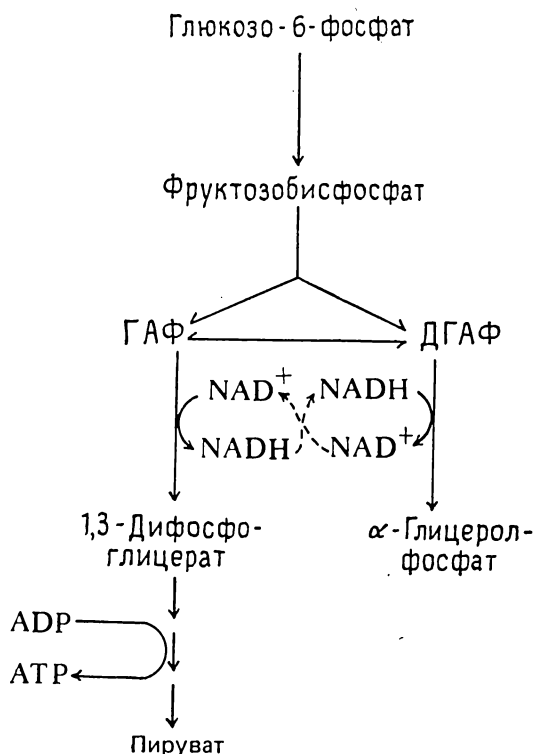 Глюкозо-6-фосфат
Фруктозобисфосфат
ГАФ
ДГАФ
NAD+
NADH
NADH
NAD+
1,3-Дифосфо-
глицерат
α-Глицерол-
фосфат
ADP
ATP
Пируват